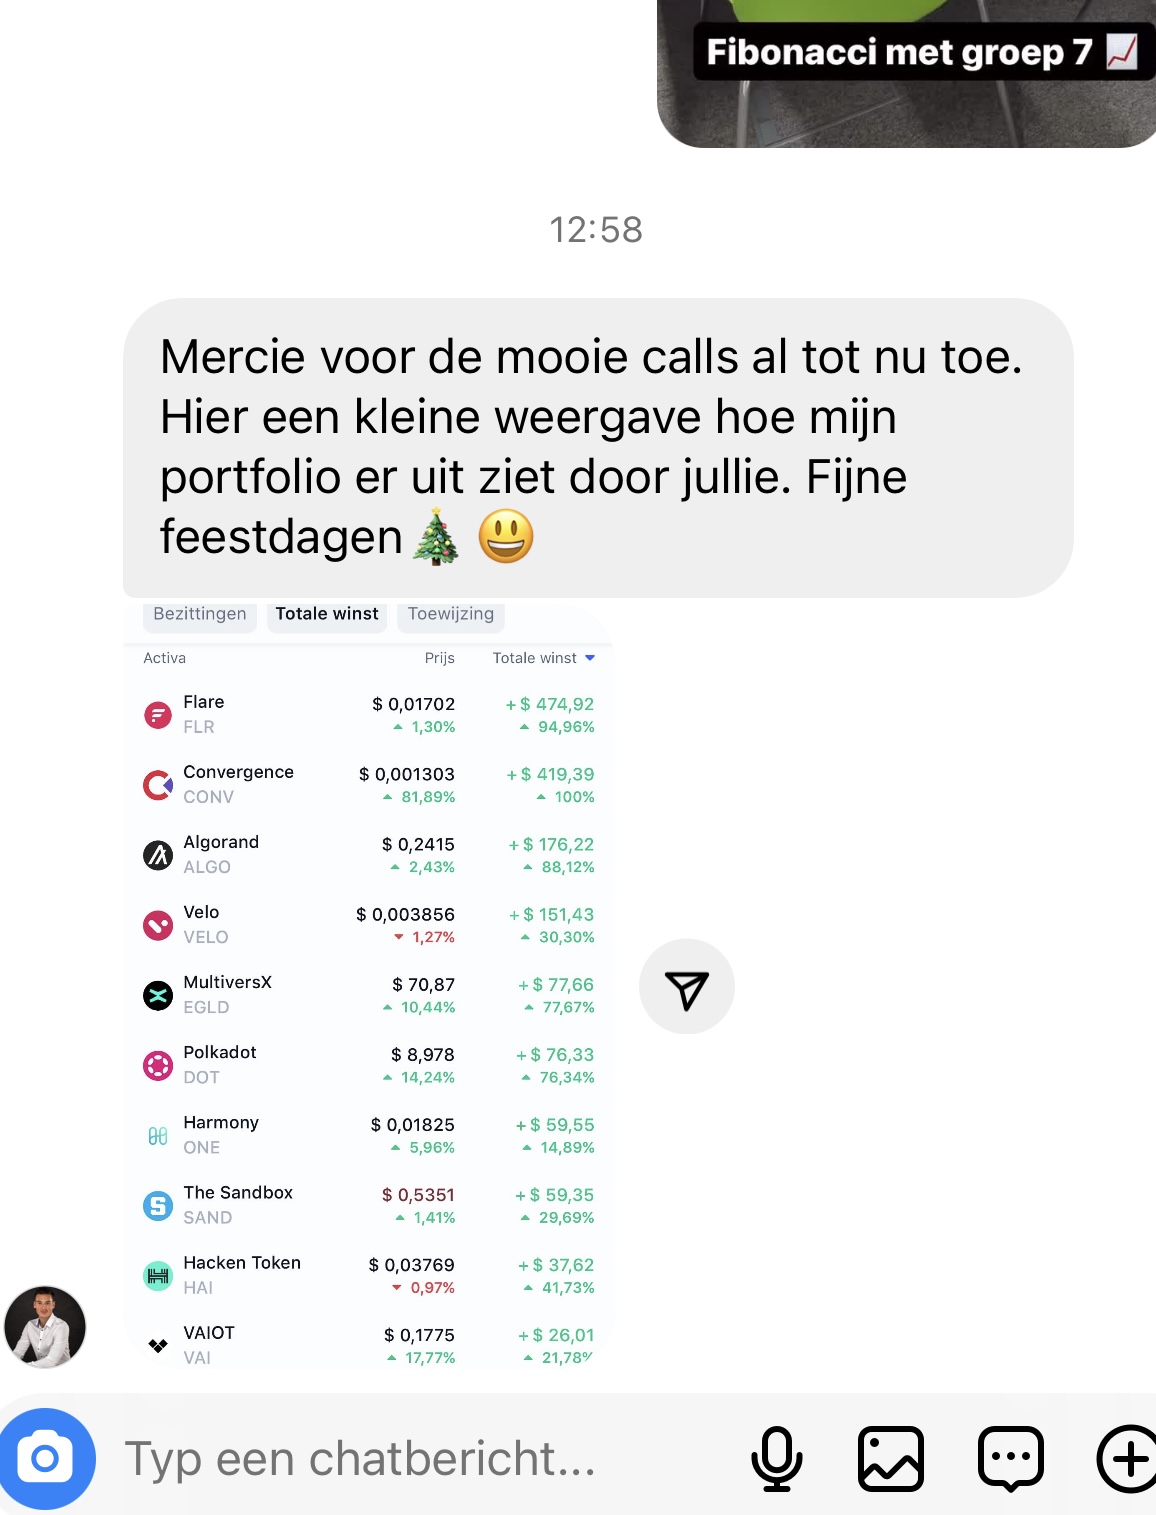 Fibonacci met groep 7 📈
12:58
Mercie voor de mooie calls al tot nu toe.
Hier een kleine weergave hoe mijn
portfolio er uit ziet door jullie. Fijne
feestdagen🎄 😃
Bezittingen Totale winst Toewijzing
Activa Prijs Totale winst
Flare $ 0,01702 +$ 474,92
FLR 1,30% 94,96%
Convergence $ 0,001303 +$ 419,39
CONV 81,89% 100%
Algorand $ 0,2415 +$ 176,22
ALGO 2,43% 88,12%
Velo $ 0,003856 +$ 151,43
VELO 1,27% 30,30%
MultiversX $ 70,87 +$ 77,66
EGLD 10,44% 77,67%
Polkadot $ 8,978 +$ 76,33
DOT 14,24% 76,34%
Harmony $ 0,01825 +$ 59,55
ONE 5,96% 14,89%
The Sandbox $ 0,5351 +$ 59,35
SAND 1,41% 29,69%
Hacken Token $ 0,03769 +$ 37,62
HAI 0,97% 41,73%
VAIOT $ 0,1775 +$ 26,01
VAI 17,77% 21,78%
Typ een chatbericht...